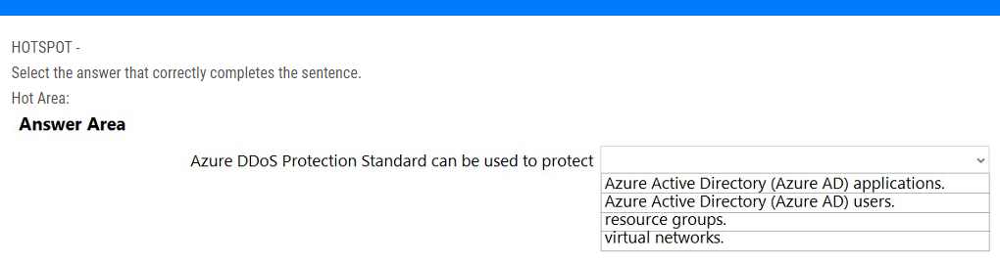 HOTSPOT -
Select the answer that correctly completes the sentence.
Hot Area:
Answer Area
Azure DDoS Protection Standard can be used to protect
Azure Active Directory (Azure AD) applications.
Azure Active Directory (Azure AD) users.
resource groups.
virtual networks.